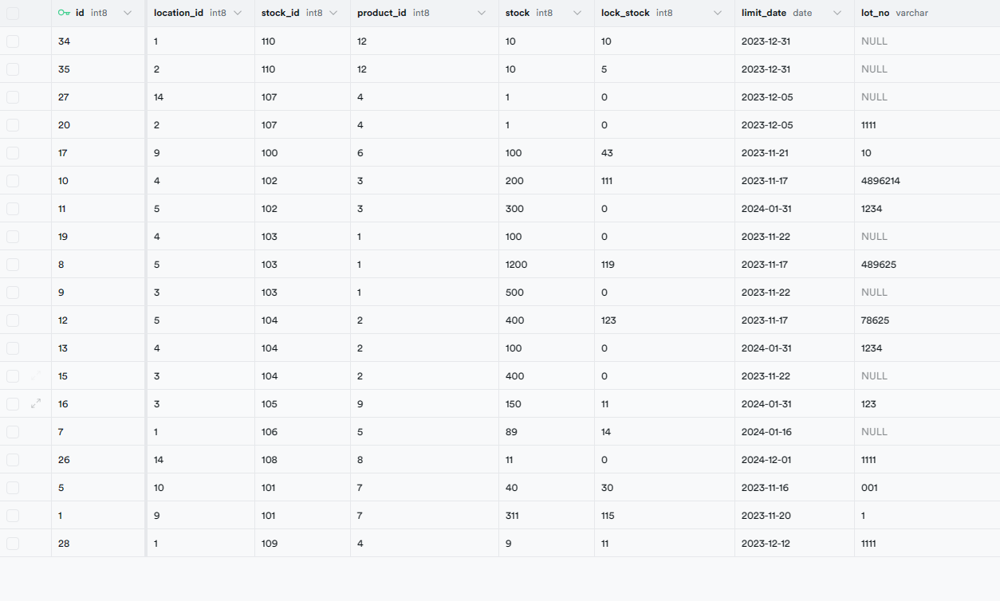 id int8 location_id int8 stock_id int8 product_id int8 stock int8 lock_stock int8 limit_date date lot_no varchar
34 1 110 12 10 10 2023-12-31 NULL
35 2 110 12 10 5 2023-12-31 NULL
27 14 107 4 1 0 2023-12-05 NULL
20 2 107 4 1 0 2023-12-05 1111
17 9 100 6 100 43 2023-11-21 10
10 4 102 3 200 111 2023-11-17 4896214
11 5 102 3 300 0 2024-01-31 1234
19 4 103 1 100 0 2023-11-22 NULL
8 5 103 1 1200 119 2023-11-17 489625
9 3 103 1 500 0 2023-11-22 NULL
12 5 104 2 400 123 2023-11-17 78625
13 4 104 2 100 0 2024-01-31 1234
15 3 104 2 400 0 2023-11-22 NULL
16 3 105 9 150 11 2024-01-31 123
7 1 106 5 89 14 2024-01-16 NULL
26 14 108 8 11 0 2024-12-01 1111
5 10 101 7 40 30 2023-11-16 001
1 9 101 7 311 115 2023-11-20 1
28 1 109 4 9 11 2023-12-12 1111